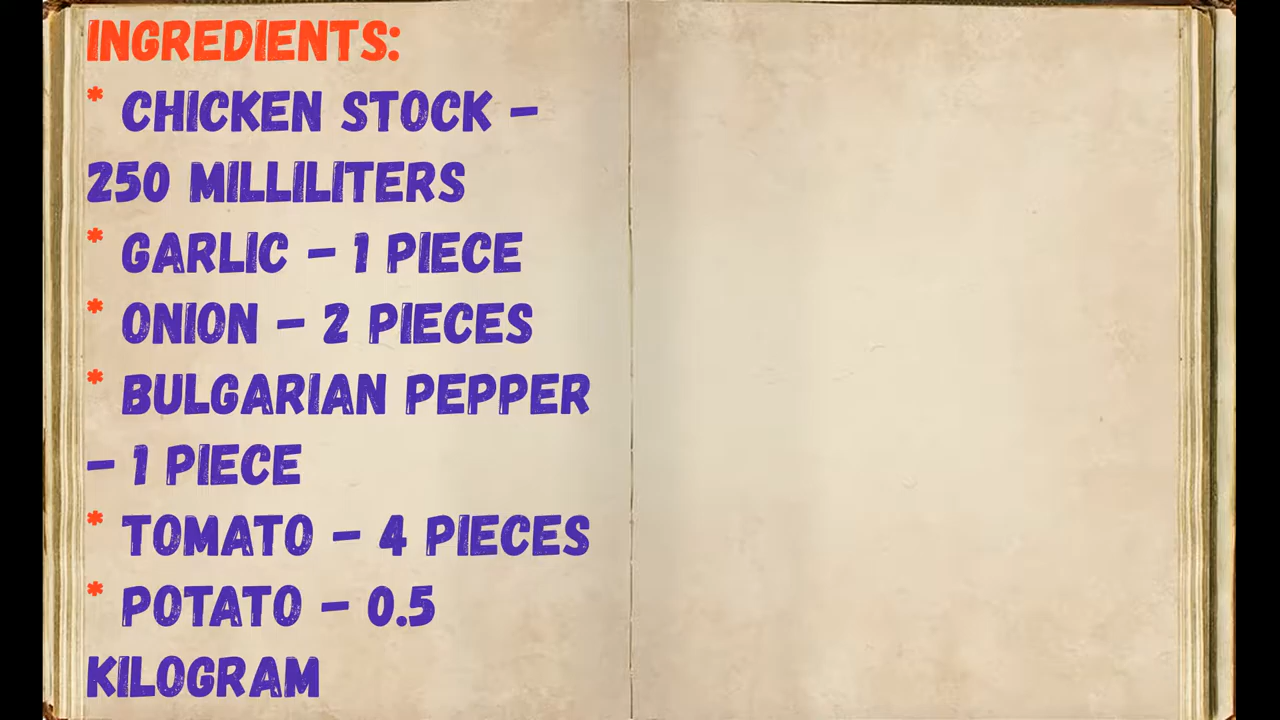 INGREDIENTS:
* CHICKEN STOCK –
250 MILLILITERS
* GARLIC – 1 PIECE
* ONION – 2 PIECES
* BULGARIAN PEPPER
– 1 PIECE
* TOMATO – 4 PIECES
* POTATO – 0.5
KILOGRAM